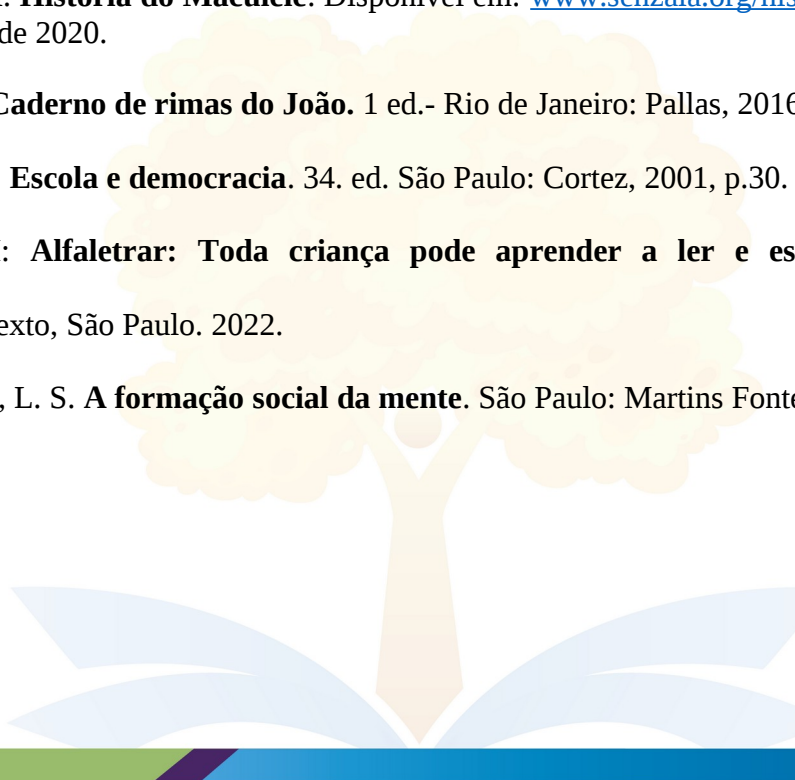 História do Maculelê. Disponível em: www.senzala.org/his
de 2020.
Caderno de rimas do João. 1 ed.- Rio de Janeiro: Pallas, 2016
Escola e democracia. 34. ed. São Paulo: Cortez, 2001, p.30.
: Alfaletrar: Toda criança pode aprender a ler e es
exto, São Paulo. 2022.
, L. S. A formação social da mente. São Paulo: Martins Fonte